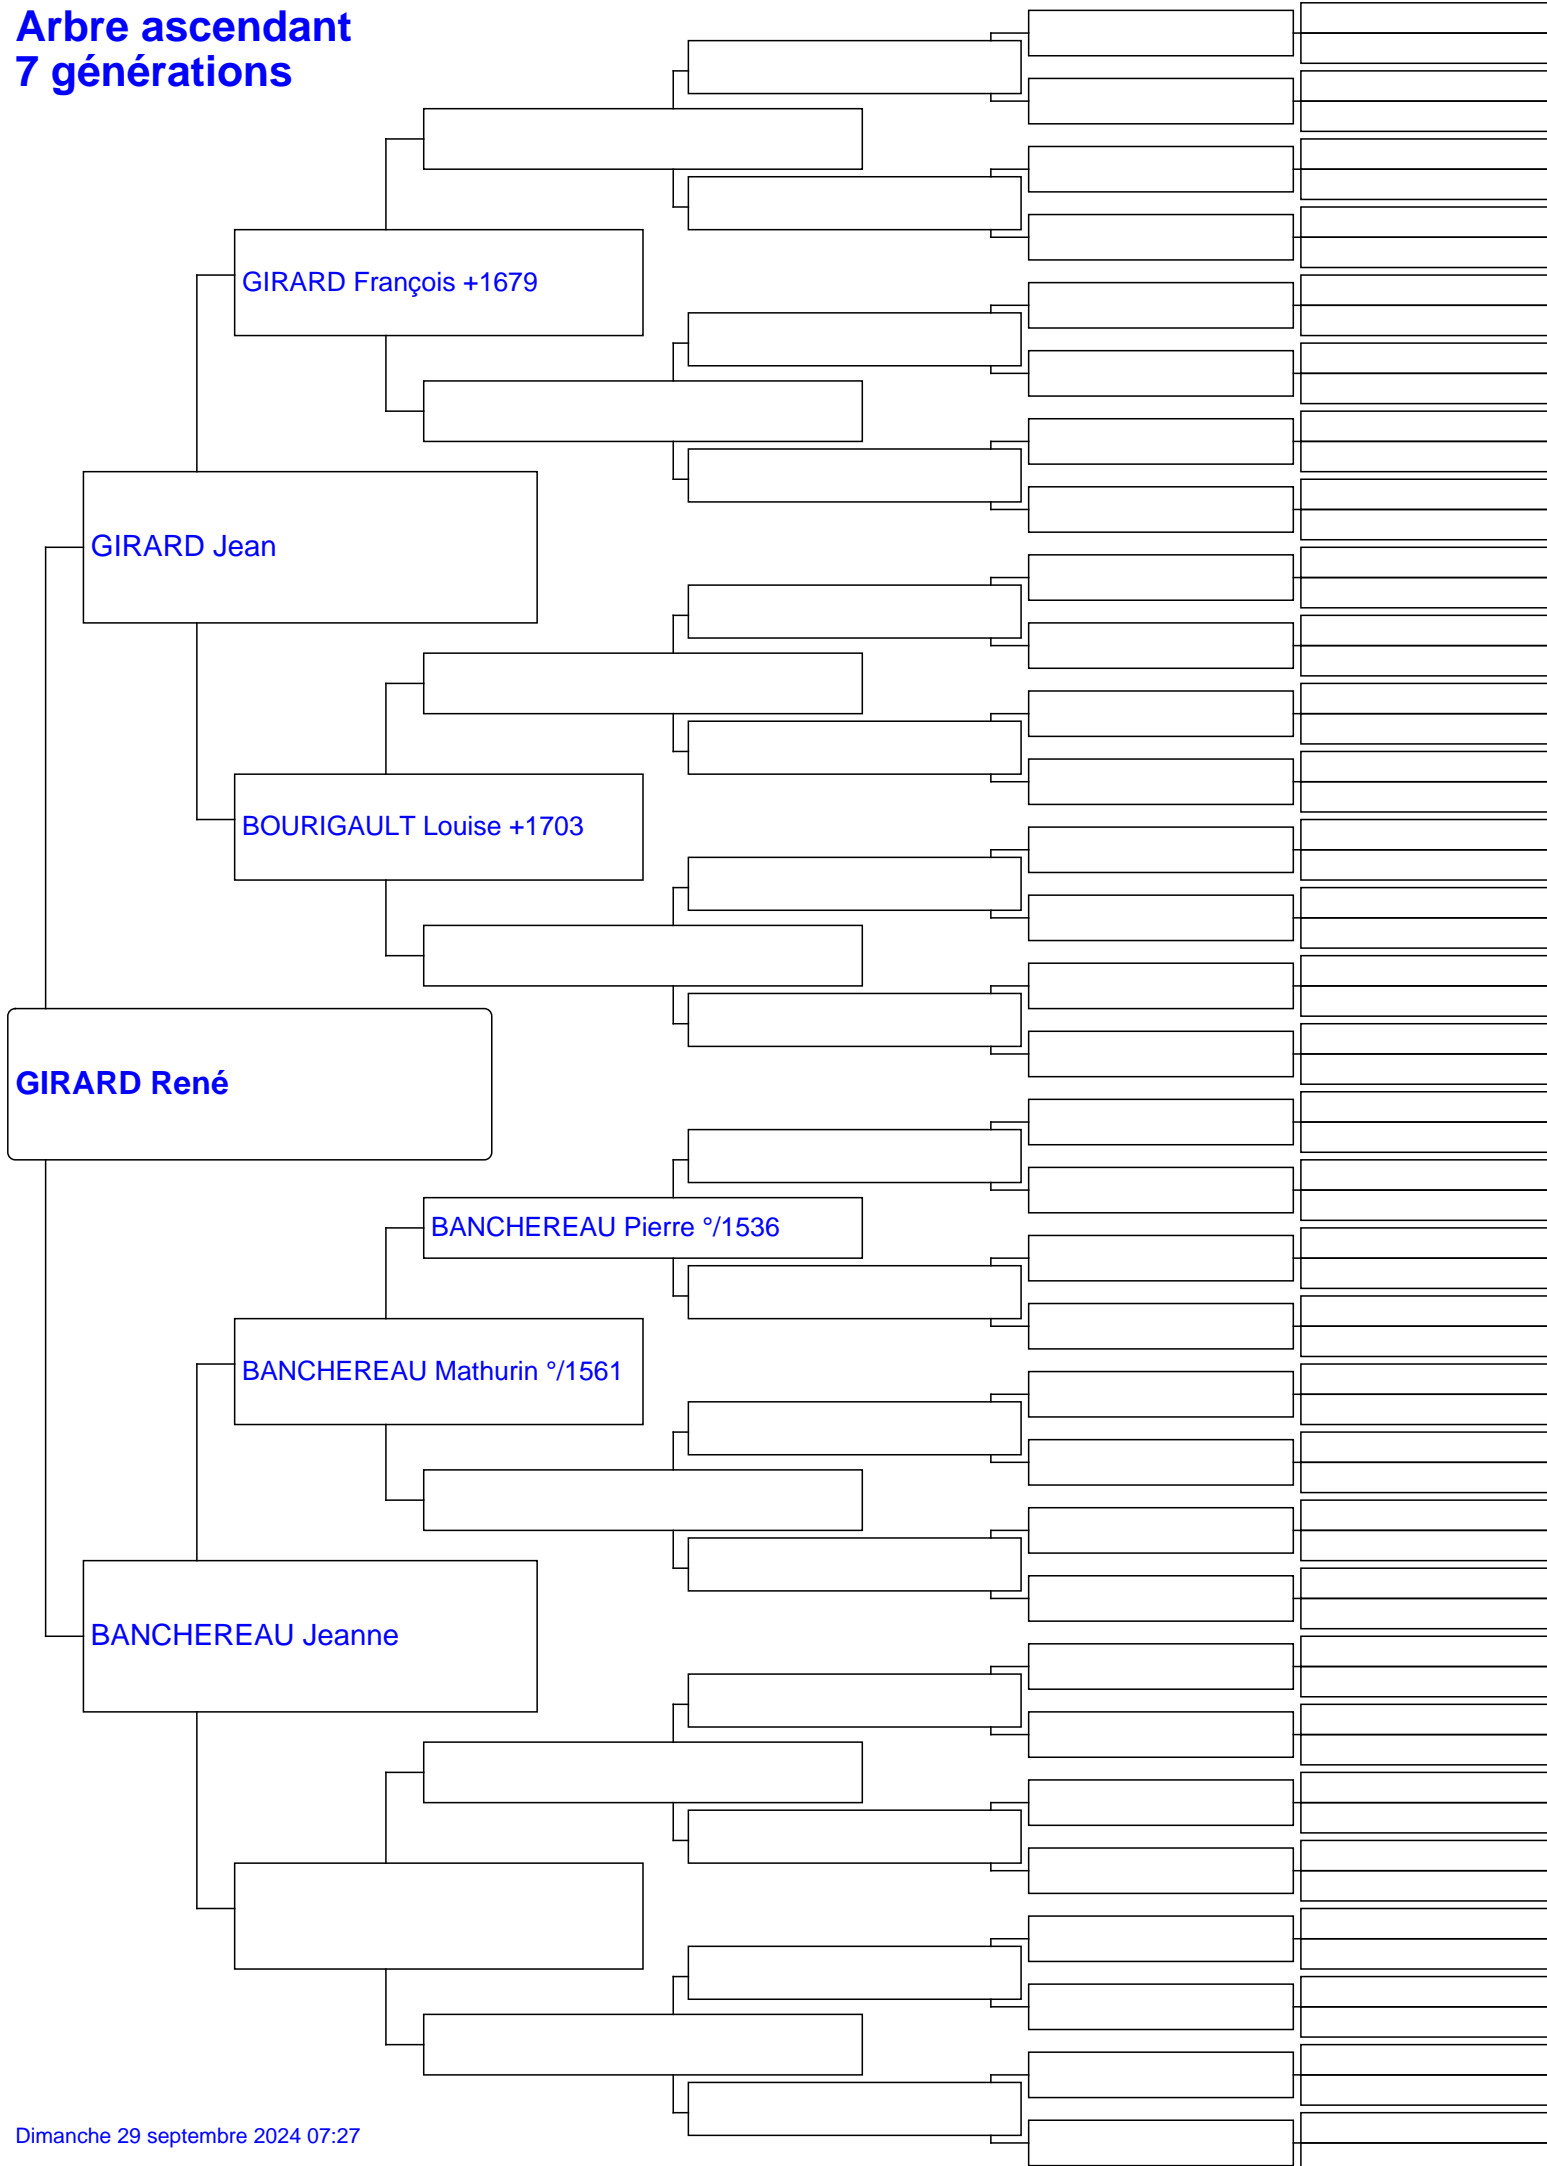 Arbre ascendant
7 générations
GIRARD François +1679
GIRARD Jean
BOURIGAULT Louise +1703
GIRARD René
BANCHEREAU Pierre °/1536
BANCHEREAU Mathurin °/1561
BANCHEREAU Jeanne
Dimanche 29 septembre 2024 07:27